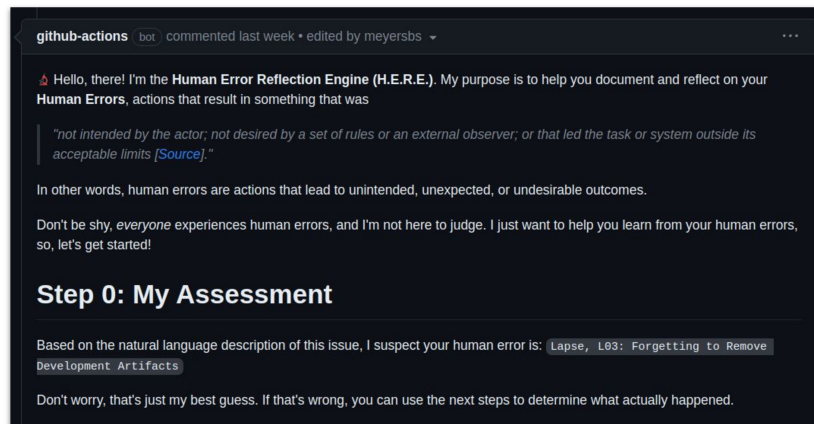 github-actions bot commented last week • edited by meyersbs
Hello, there! I'm the Human Error Reflection Engine (H.E.R.E.). My purpose is to help you document and reflect on your
Human Errors, actions that result in something that was
"not intended by the actor; not desired by a set of rules or an external observer; or that led the task or system outside its
acceptable limits [Source]."
In other words, human errors are actions that lead to unintended, unexpected, or undesirable outcomes.
Don't be shy, everyone experiences human errors, and I'm not here to judge. I just want to help you learn from your human errors,
so, let's get started!
Step 0: My Assessment
Based on the natural language description of this issue, I suspect your human error is: Lapse, L03: Forgetting to Remove
Development Artifacts
Don't worry, that's just my best guess. If that's wrong, you can use the next steps to determine what actually happened.